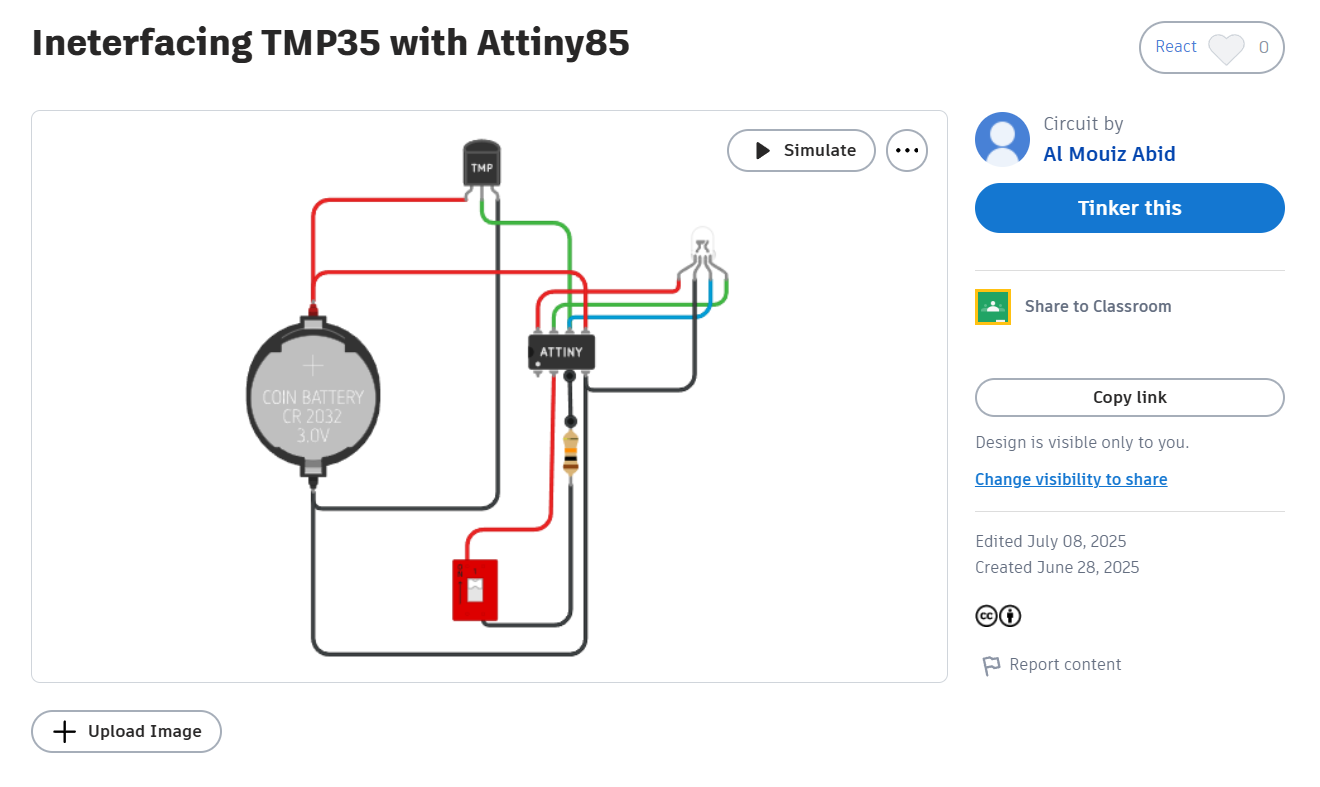 Ineterfacing TMP35 with Attiny85
React 0
Simulate
TMP
ATTINY
COIN BATTERY
CR 2032
3.0V
Circuit by
Al Mouiz Abid
Tinker this
Share to Classroom
Copy link
Design is visible only to you.
Change visibility to share
Edited July 08, 2025
Created June 28, 2025
cc
Report content
Upload Image